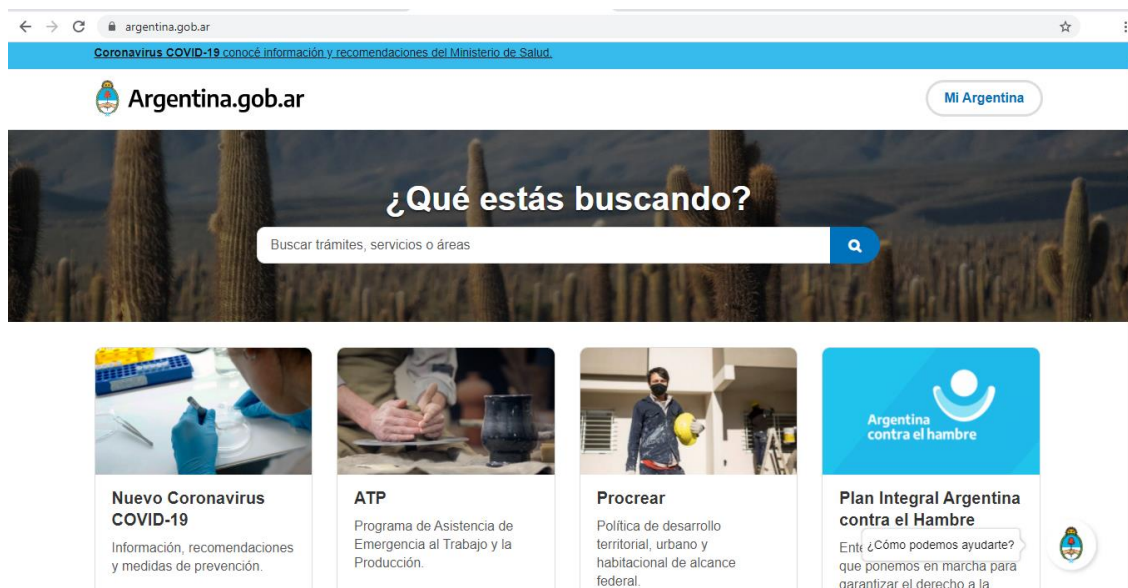 argentina.gob.ar
Coronavirus COVID-19 conocé información y recomendaciones del Ministerio de Salud.
Argentina.gob.ar
Mi Argentina
¿Qué estás buscando?
Buscar trámites, servicios o áreas
Argentina
contra el hambre
Nuevo Coronavirus
COVID-19
Información, recomendaciones
y medidas de prevención.
ATP
Programa de Asistencia de
Emergencia al Trabajo y la
Producción.
Procrear
Política de desarrollo
territorial, urbano y
habitacional de alcance
federal.
Plan Integral Argentina
contra el Hambre
¿Cómo podemos ayudarte?
que ponemos en marcha para
garantizar el derecho a la